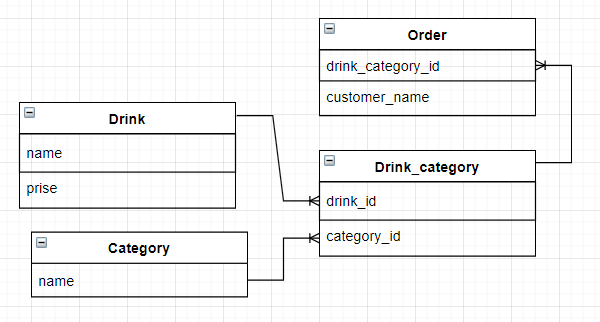 Order
drink_category_id
customer_name
Drink
name
prise
Drink_category
drink_id
category_id
Category
name